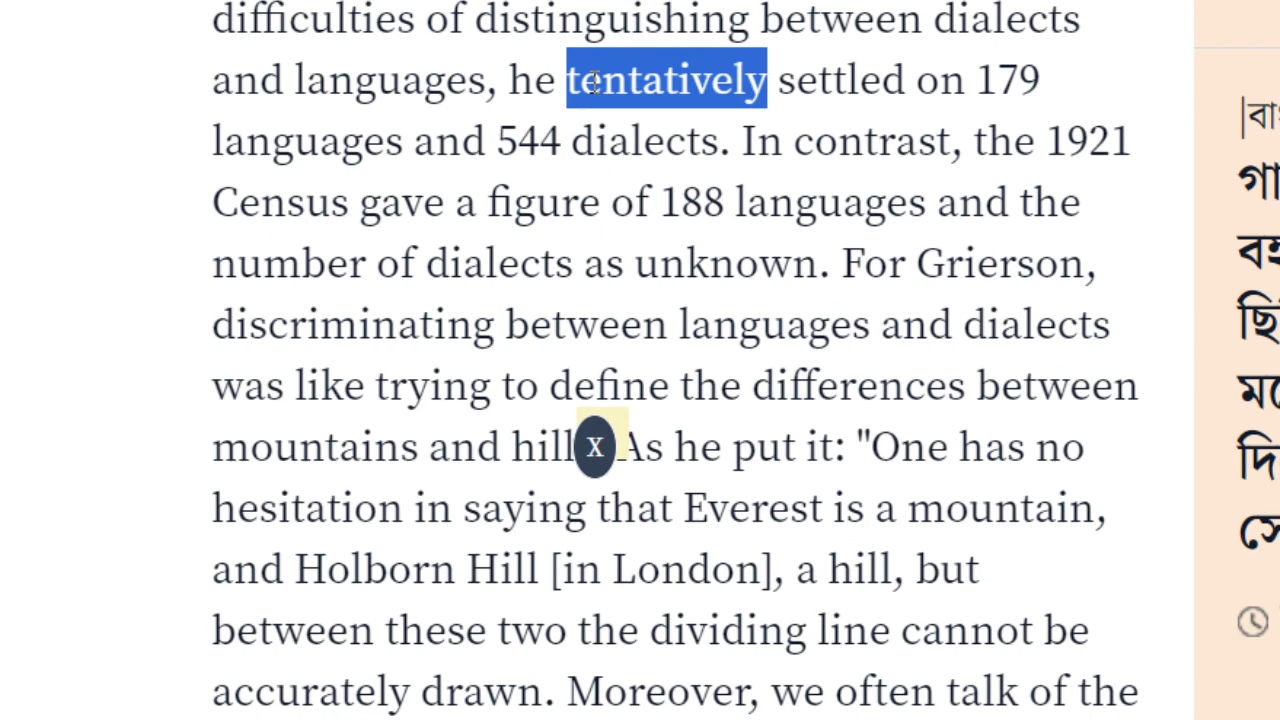 difficulties of distinguishing between dialects
and languages, he tentatively settled on 179
languages and 544 dialects. In contrast, the 1921
Census gave a figure of 188 languages and the
number of dialects as unknown. For Grierson,
discriminating between languages and dialects
was like trying to define the differences between
mountains and hill x As he put it: "One has no
hesitation in saying that Everest is a mountain,
and Holborn Hill [in London], a hill, but
between these two the dividing line cannot be
accurately drawn. Moreover, we often talk of the